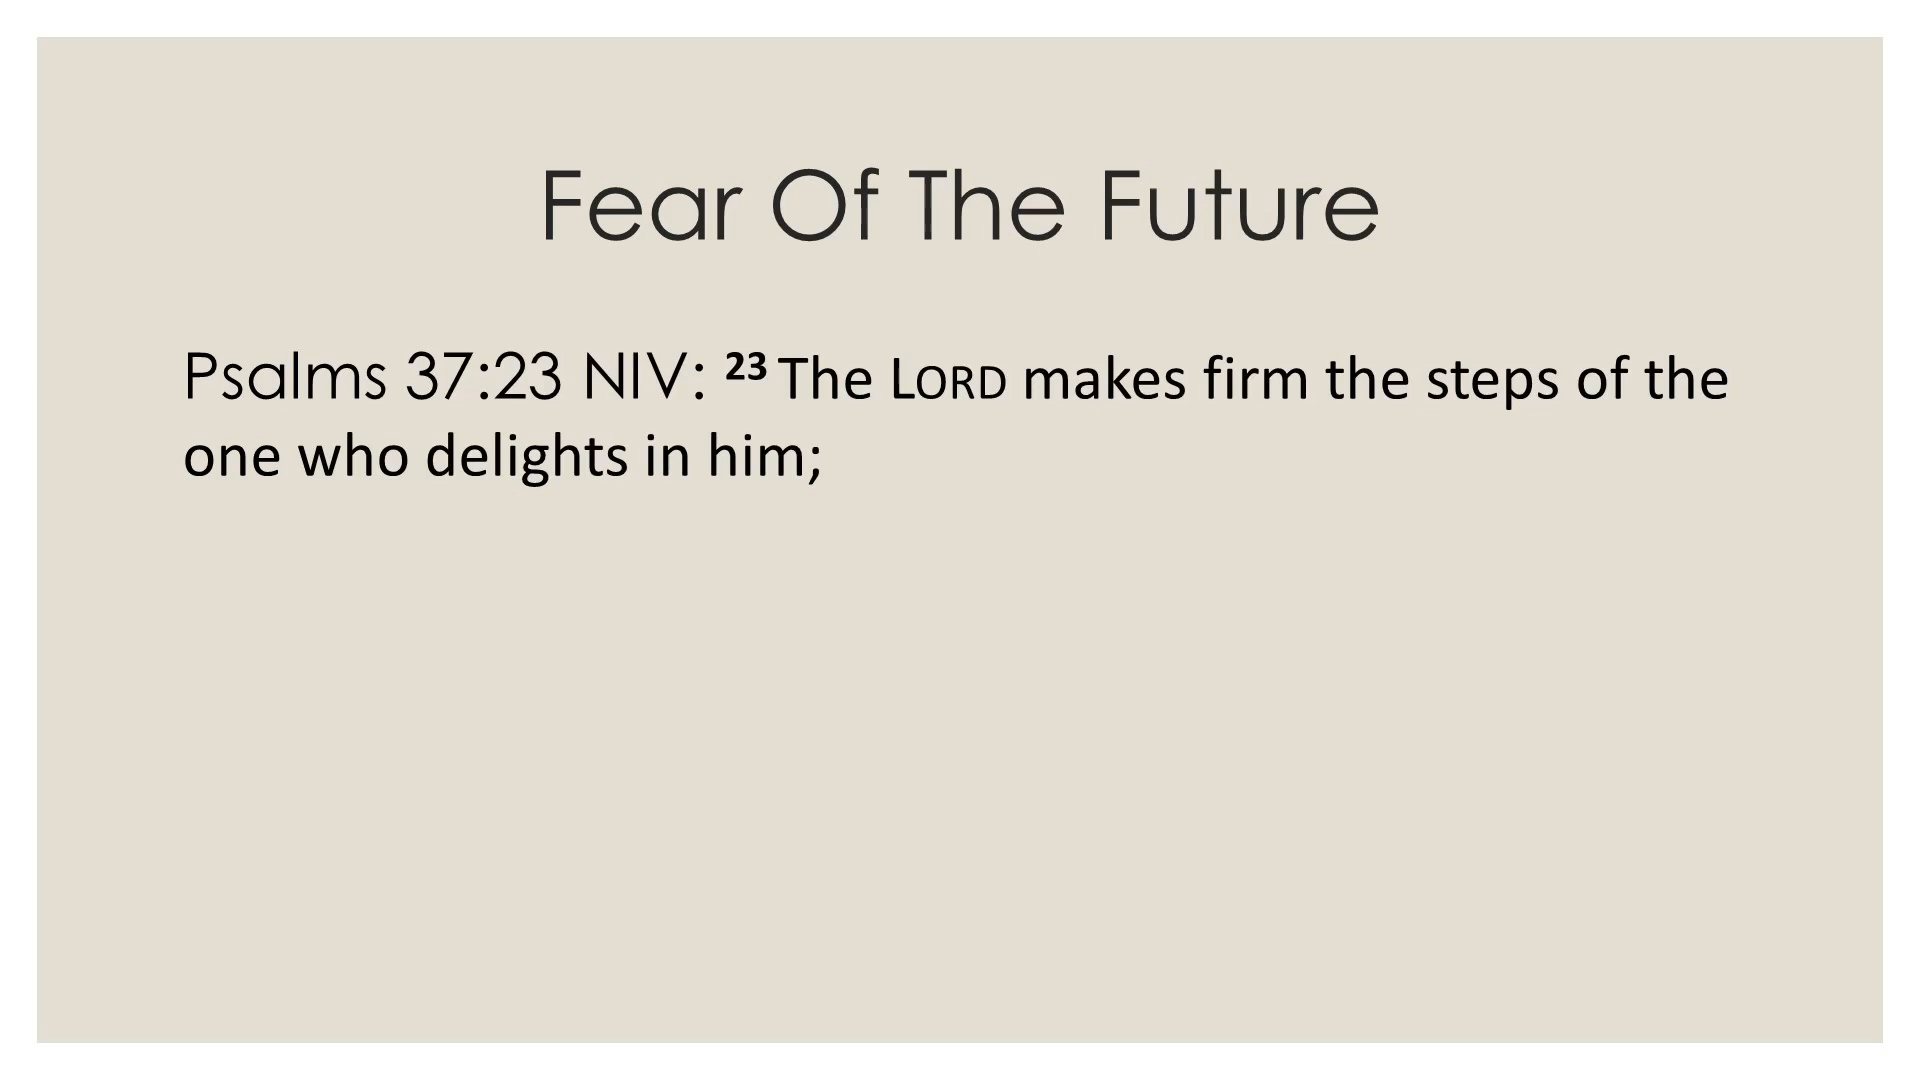 Fear Of The Future
Psalms 37:23 NIV: ²³ The LORD makes firm the steps of the
one who delights in him;